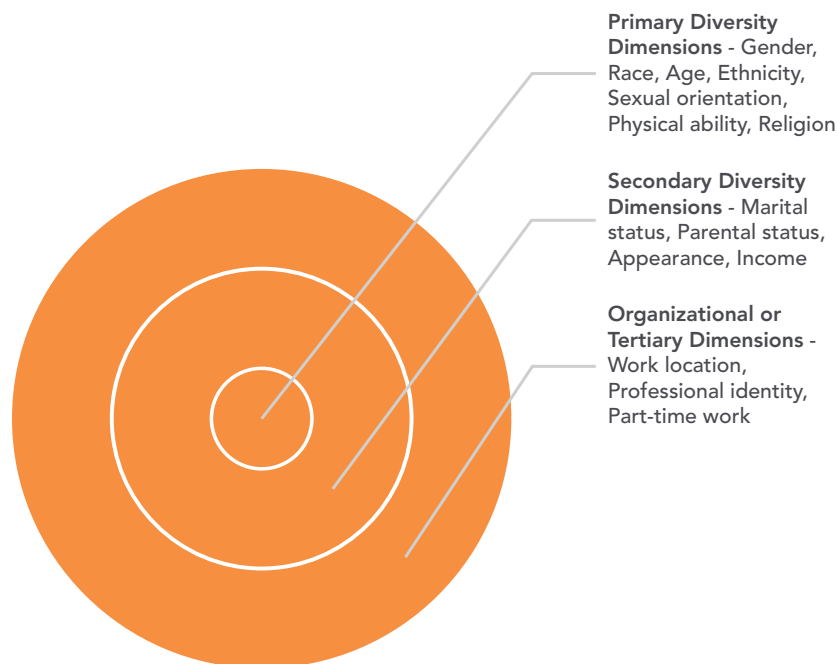 Primary Diversity
Dimensions - Gender,
Race, Age, Ethnicity,
Sexual orientation,
Physical ability, Religion
Secondary Diversity
Dimensions - Marital
status, Parental status,
Appearance, Income
Organizational or
Tertiary Dimensions -
Work location,
Professional identity,
Part-time work